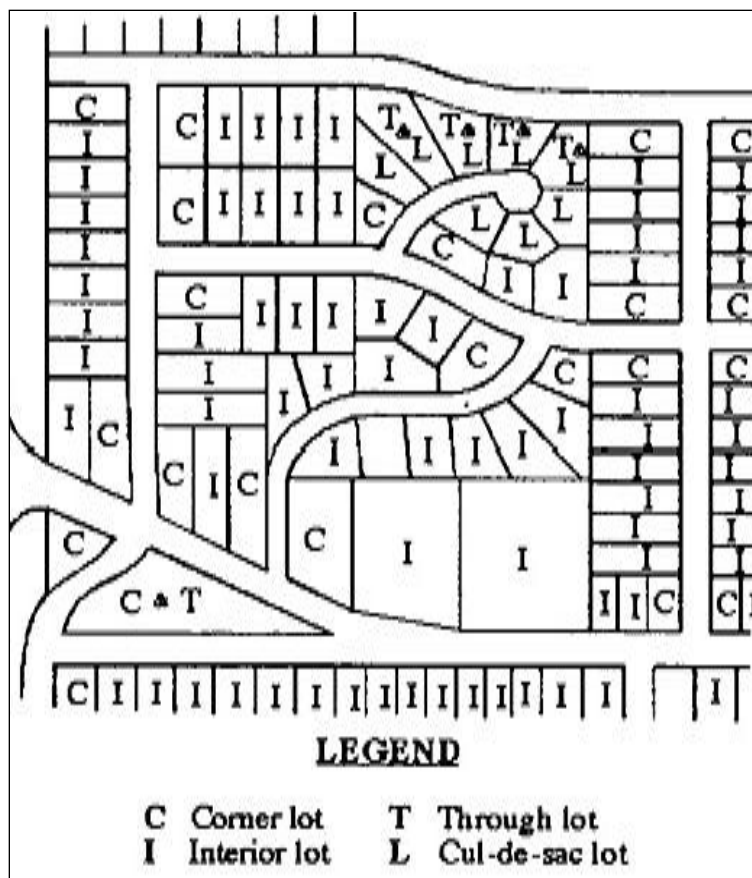 C
C I I I I T & L T & L T & L T & L C C
I
I L I I
I
I C I I I I C L L I I
I C L I I
I I I I I
I C I I I I I C C
I I C
I I I I C C C
I I I I
I C I I I I I I I
C I C I I
I I
C I I I I
C & T I I C C
C I I I I I I I I I I I I I I I
LEGEND
C Corner lot T Through lot
I Interior lot L Cul-de-sac lot